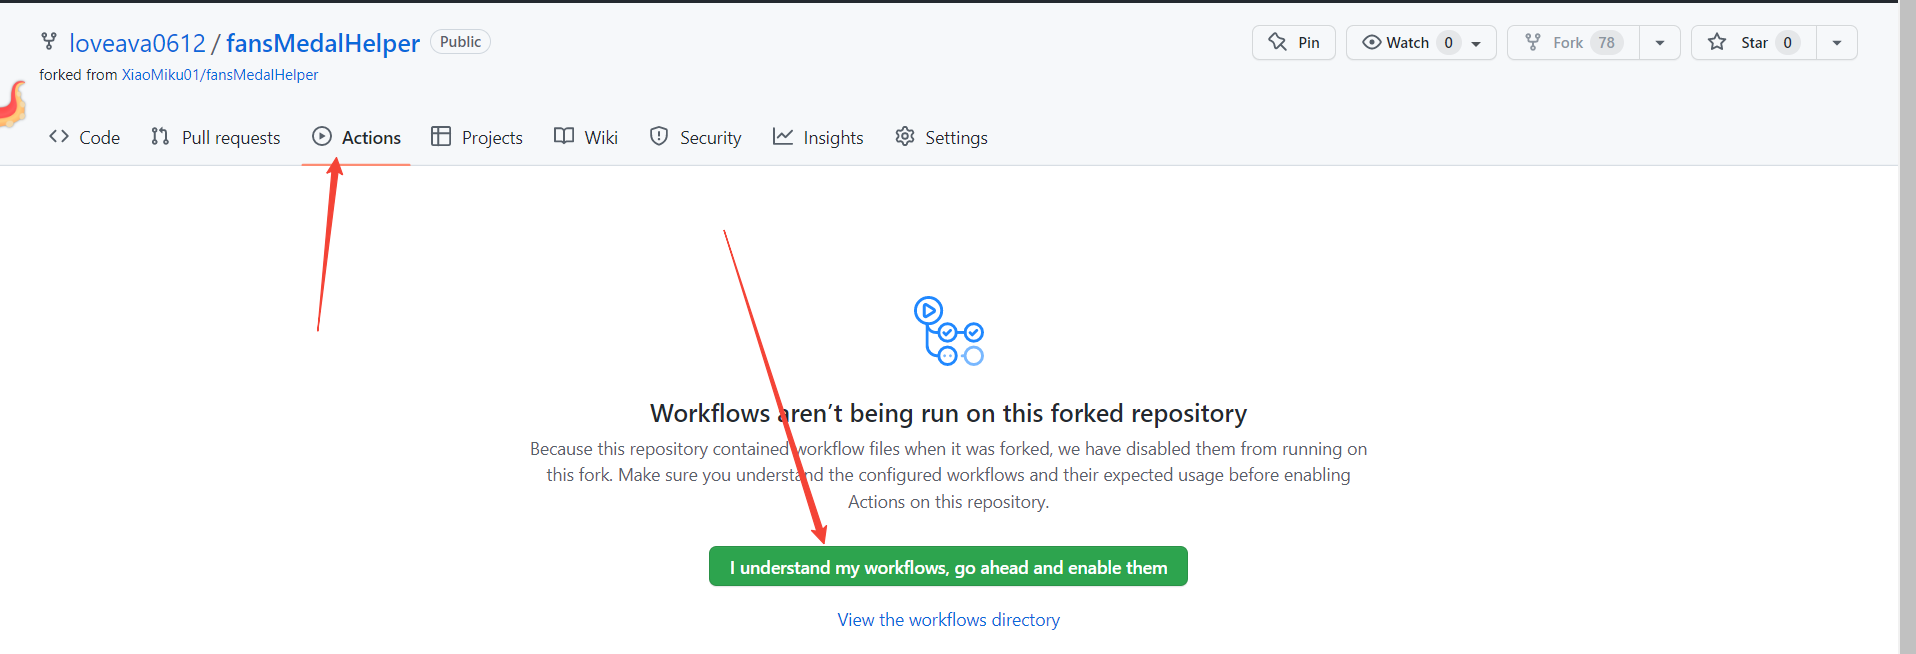 loveava0612 / fansMedalHelper Public Pin Watch 0 Fork 78 Star 0
forked from XiaoMiku01/fansMedalHelper
Code Pull requests Actions Projects Wiki Security Insights Settings
Workflows aren't being run on this forked repository
Because this repository contained workflow files when it was forked, we have disabled them from running on
this fork. Make sure you understand the configured workflows and their expected usage before enabling
Actions on this repository.
I understand my workflows, go ahead and enable them
View the workflows directory